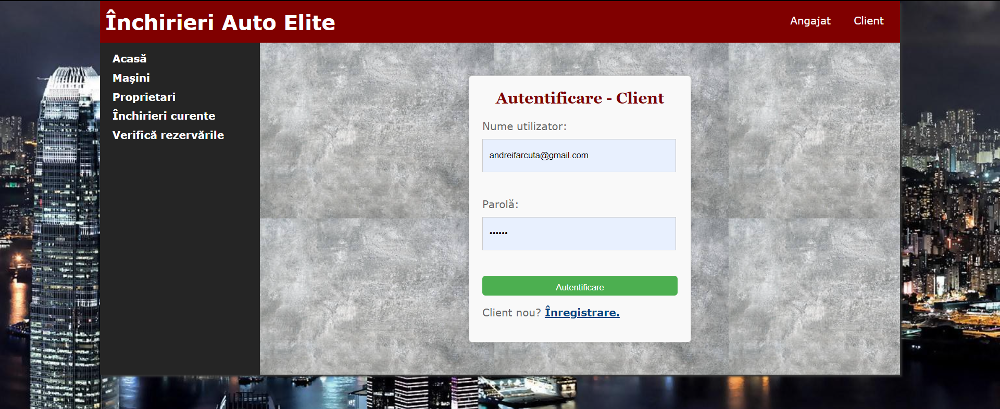 Închirieri Auto Elite
Angajat Client
Acasă
Mașini
Proprietari
Închirieri curente
Verifică rezervările
Autentificare - Client
Nume utilizator:
andreifarcuta@gmail.com
Parolă:
••••••
Autentificare
Client nou? Înregistrare.